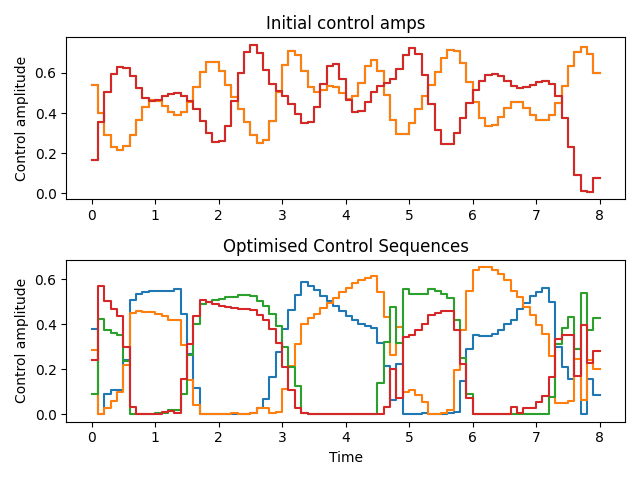 Initial control amps
Control amplitude
0.6
0.4
0.2
0.0
0 1 2 3 4 5 6 7 8
Optimised Control Sequences
Control amplitude
0.6
0.4
0.2
0.0
0 1 2 3 4 5 6 7 8
Time